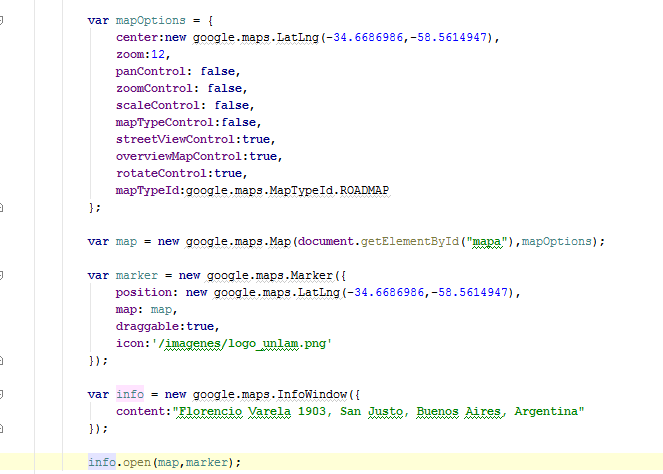 var mapOptions = {
center:new google.maps.LatLng(-34.6686986,-58.5614947),
zoom:12,
panControl: false,
zoomControl: false,
scaleControl: false,
mapTypeControl:false,
streetViewControl:true,
overviewMapControl:true,
rotateControl:true,
mapTypeId:google.maps.MapTypeId.ROADMAP
};
var map = new google.maps.Map(document.getElementById("mapa"),mapOptions);
var marker = new google.maps.Marker({
position: new google.maps.LatLng(-34.6686986,-58.5614947),
map: map,
draggable:true,
icon:'/imagenes/logo_unlam.png'
});
var info = new google.maps.InfoWindow({
content:"Florencio Varela 1903, San Justo, Buenos Aires, Argentina"
});
info.open(map,marker);